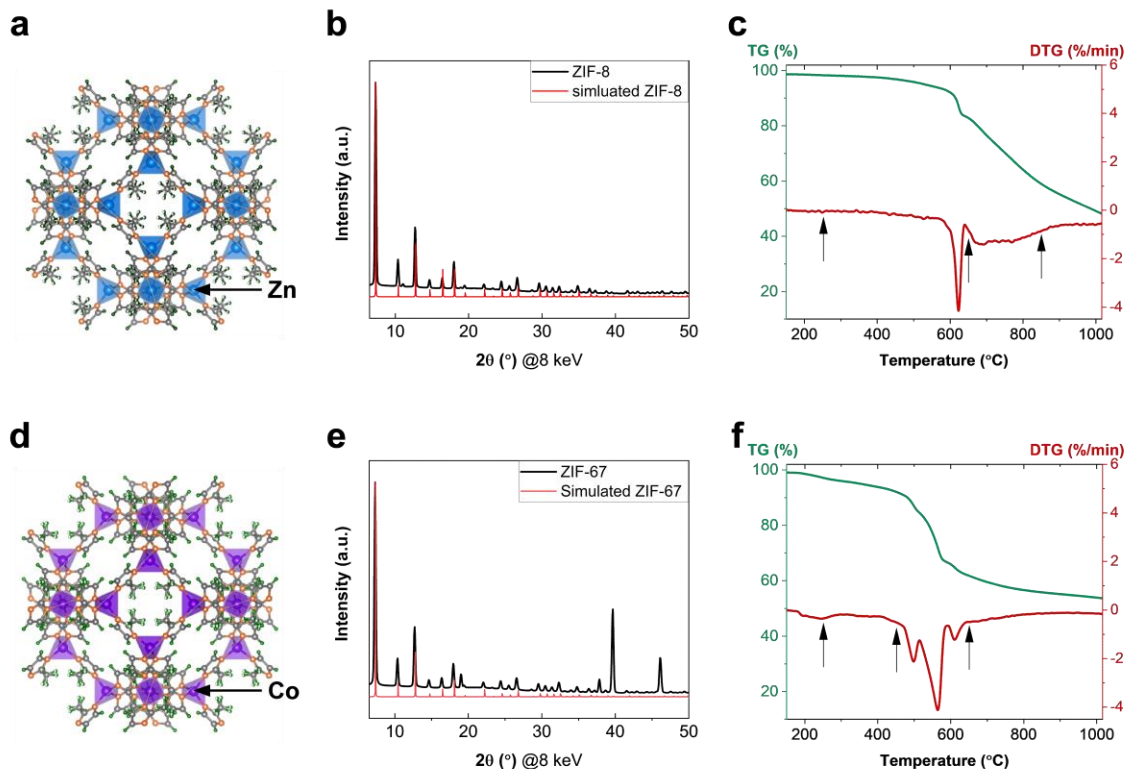 a
Zn
b
ZIF-8
simluated ZIF-8
Intensity (a.u.)
10 20 30 40 50
2θ (°) @8 keV
c
TG (%) DTG (%/min)
100
80
60
40
20
6
4
2
0
-2
-4
200 400 600 800 1000
Temperature (°C)
d
Co
e
ZIF-67
Simulated ZIF-67
Intensity (a.u.)
10 20 30 40 50
2θ (°) @8 keV
f
TG (%) DTG (%/min)
100
80
60
40
20
6
4
2
0
-2
-4
200 400 600 800 1000
Temperature (°C)